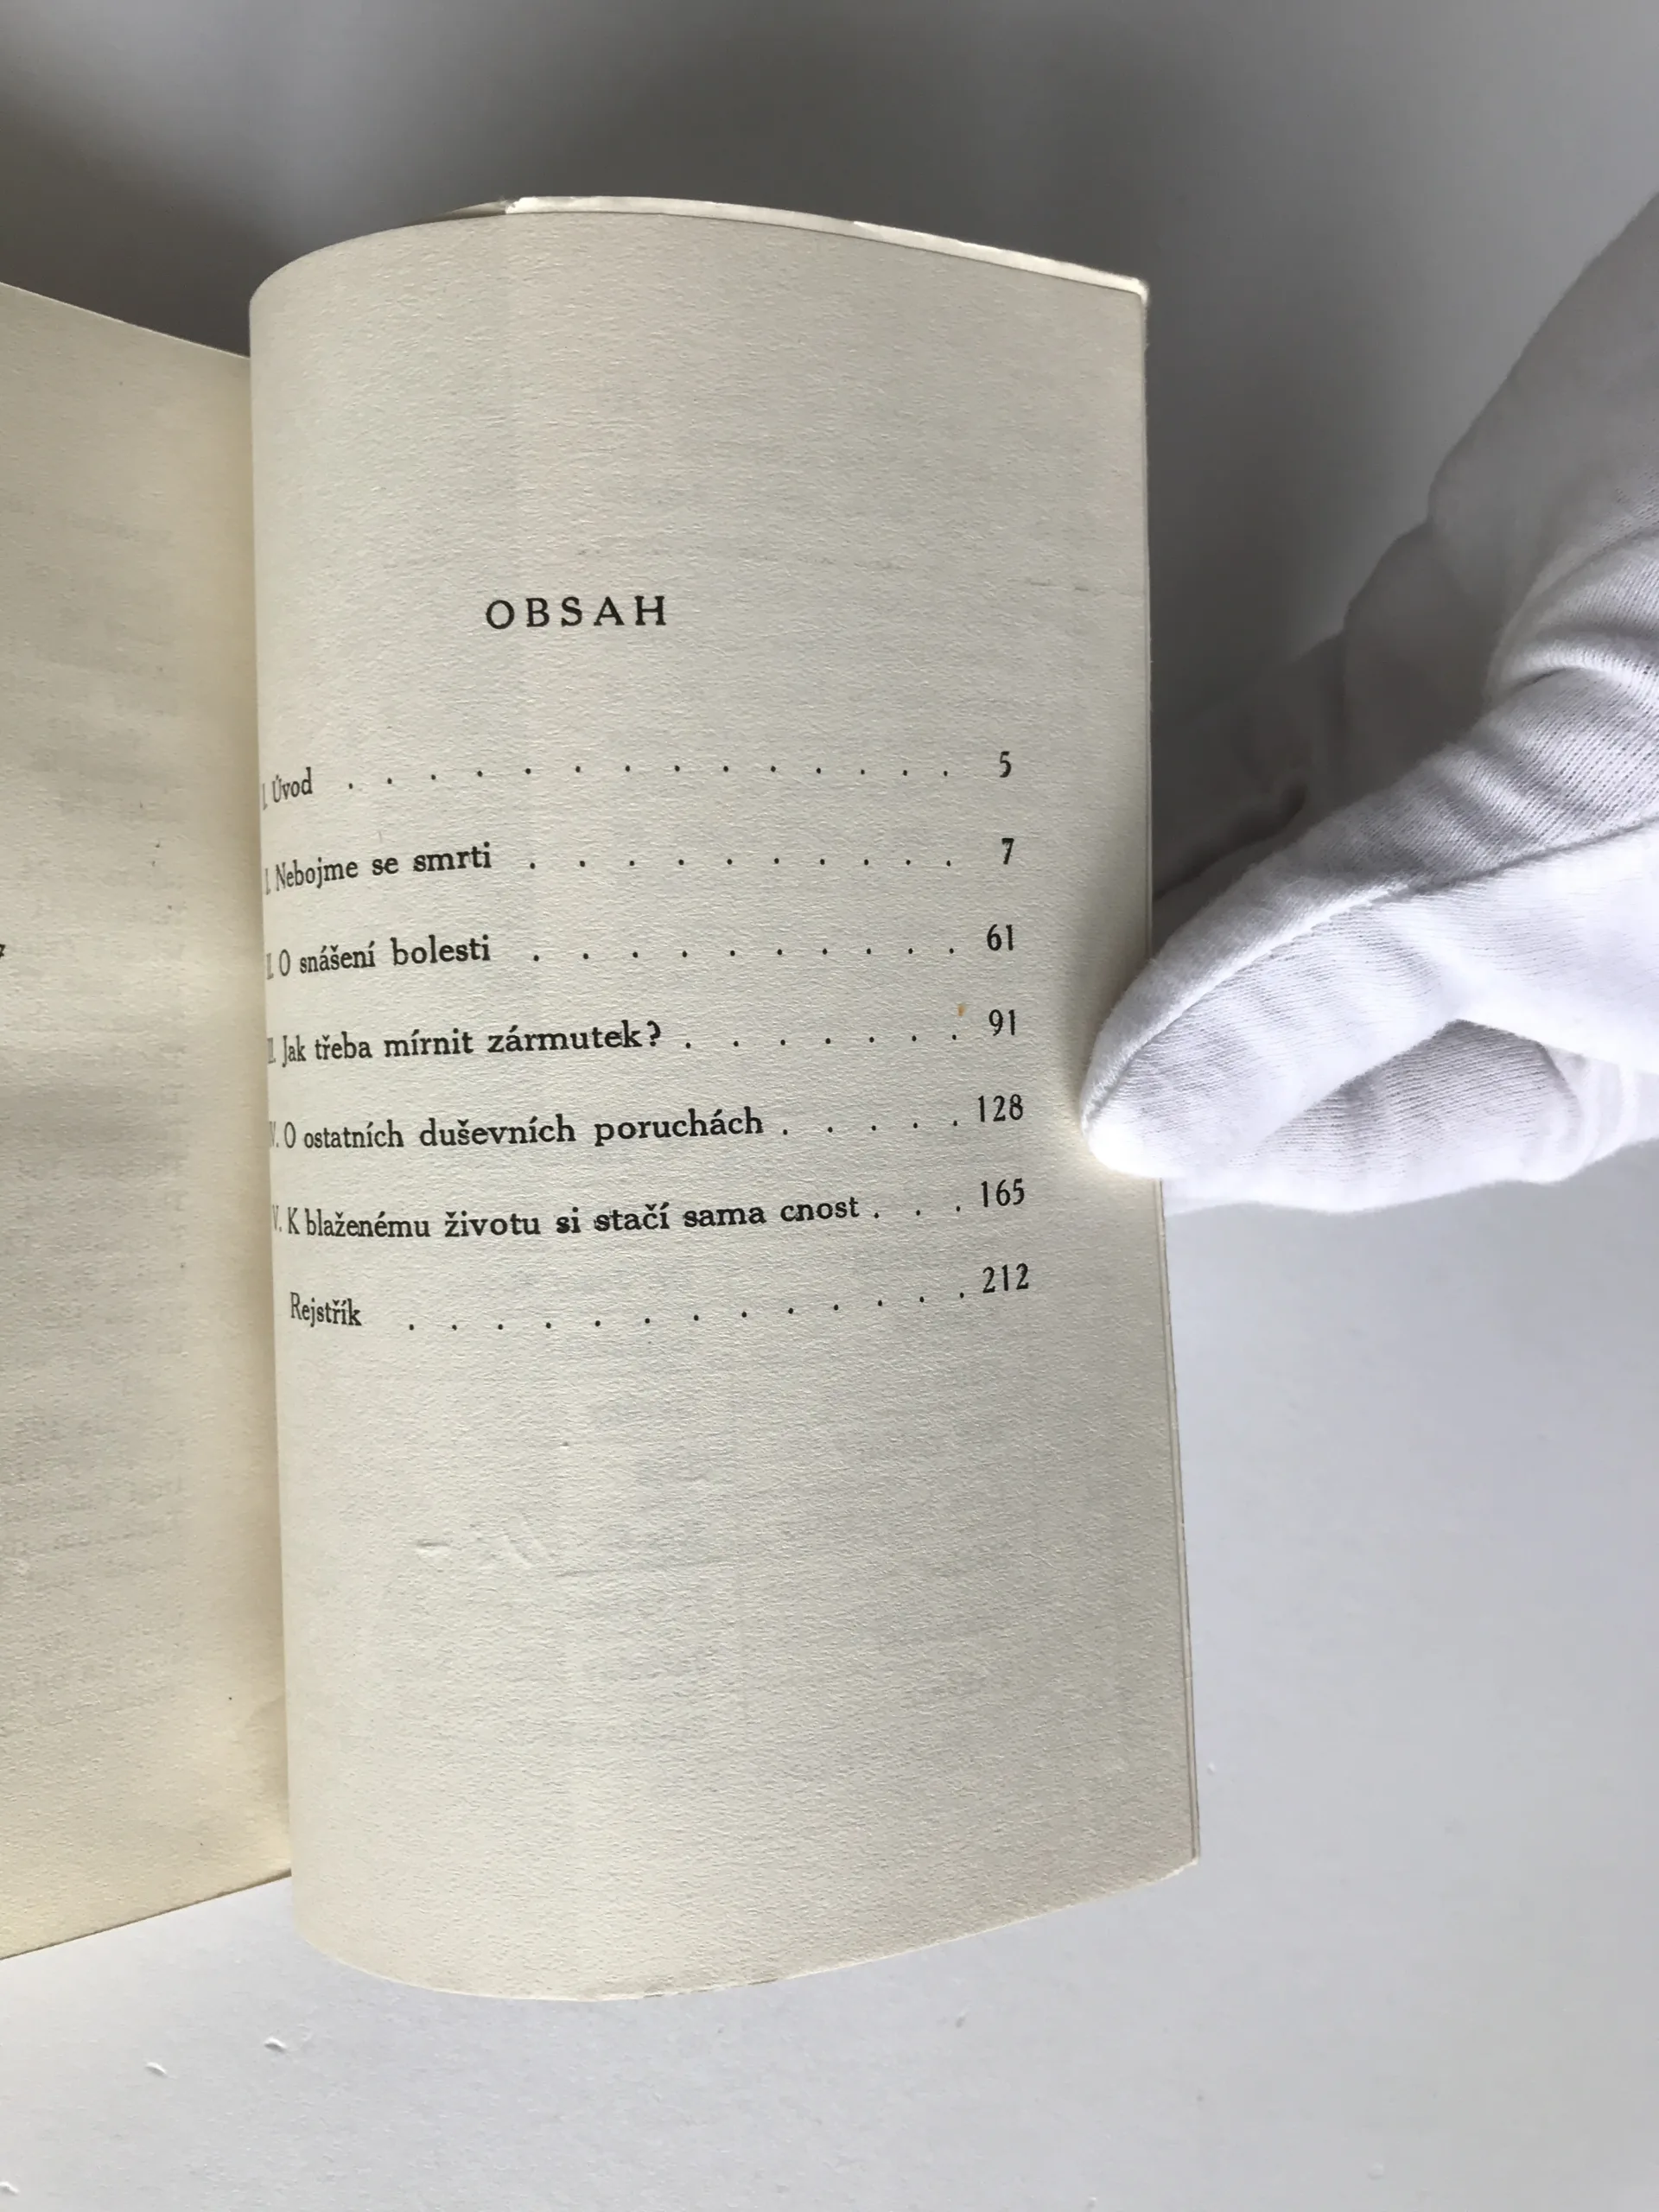 OBSAH
I. Úvod . . . . . . . . . . . . . . 5
I. Nebojme se smrti . . . . . . . . . . 7
I. O snášení bolesti . . . . . . . . . . 61
I. Jak třeba mírnit zármutek? . . . . . . . 91
V. O ostatních duševních poruchách . . . . . 128
V. K blaženému životu si stačí sama cnost . . . 165
Rejstřík . . . . . . . . . . . . . 212